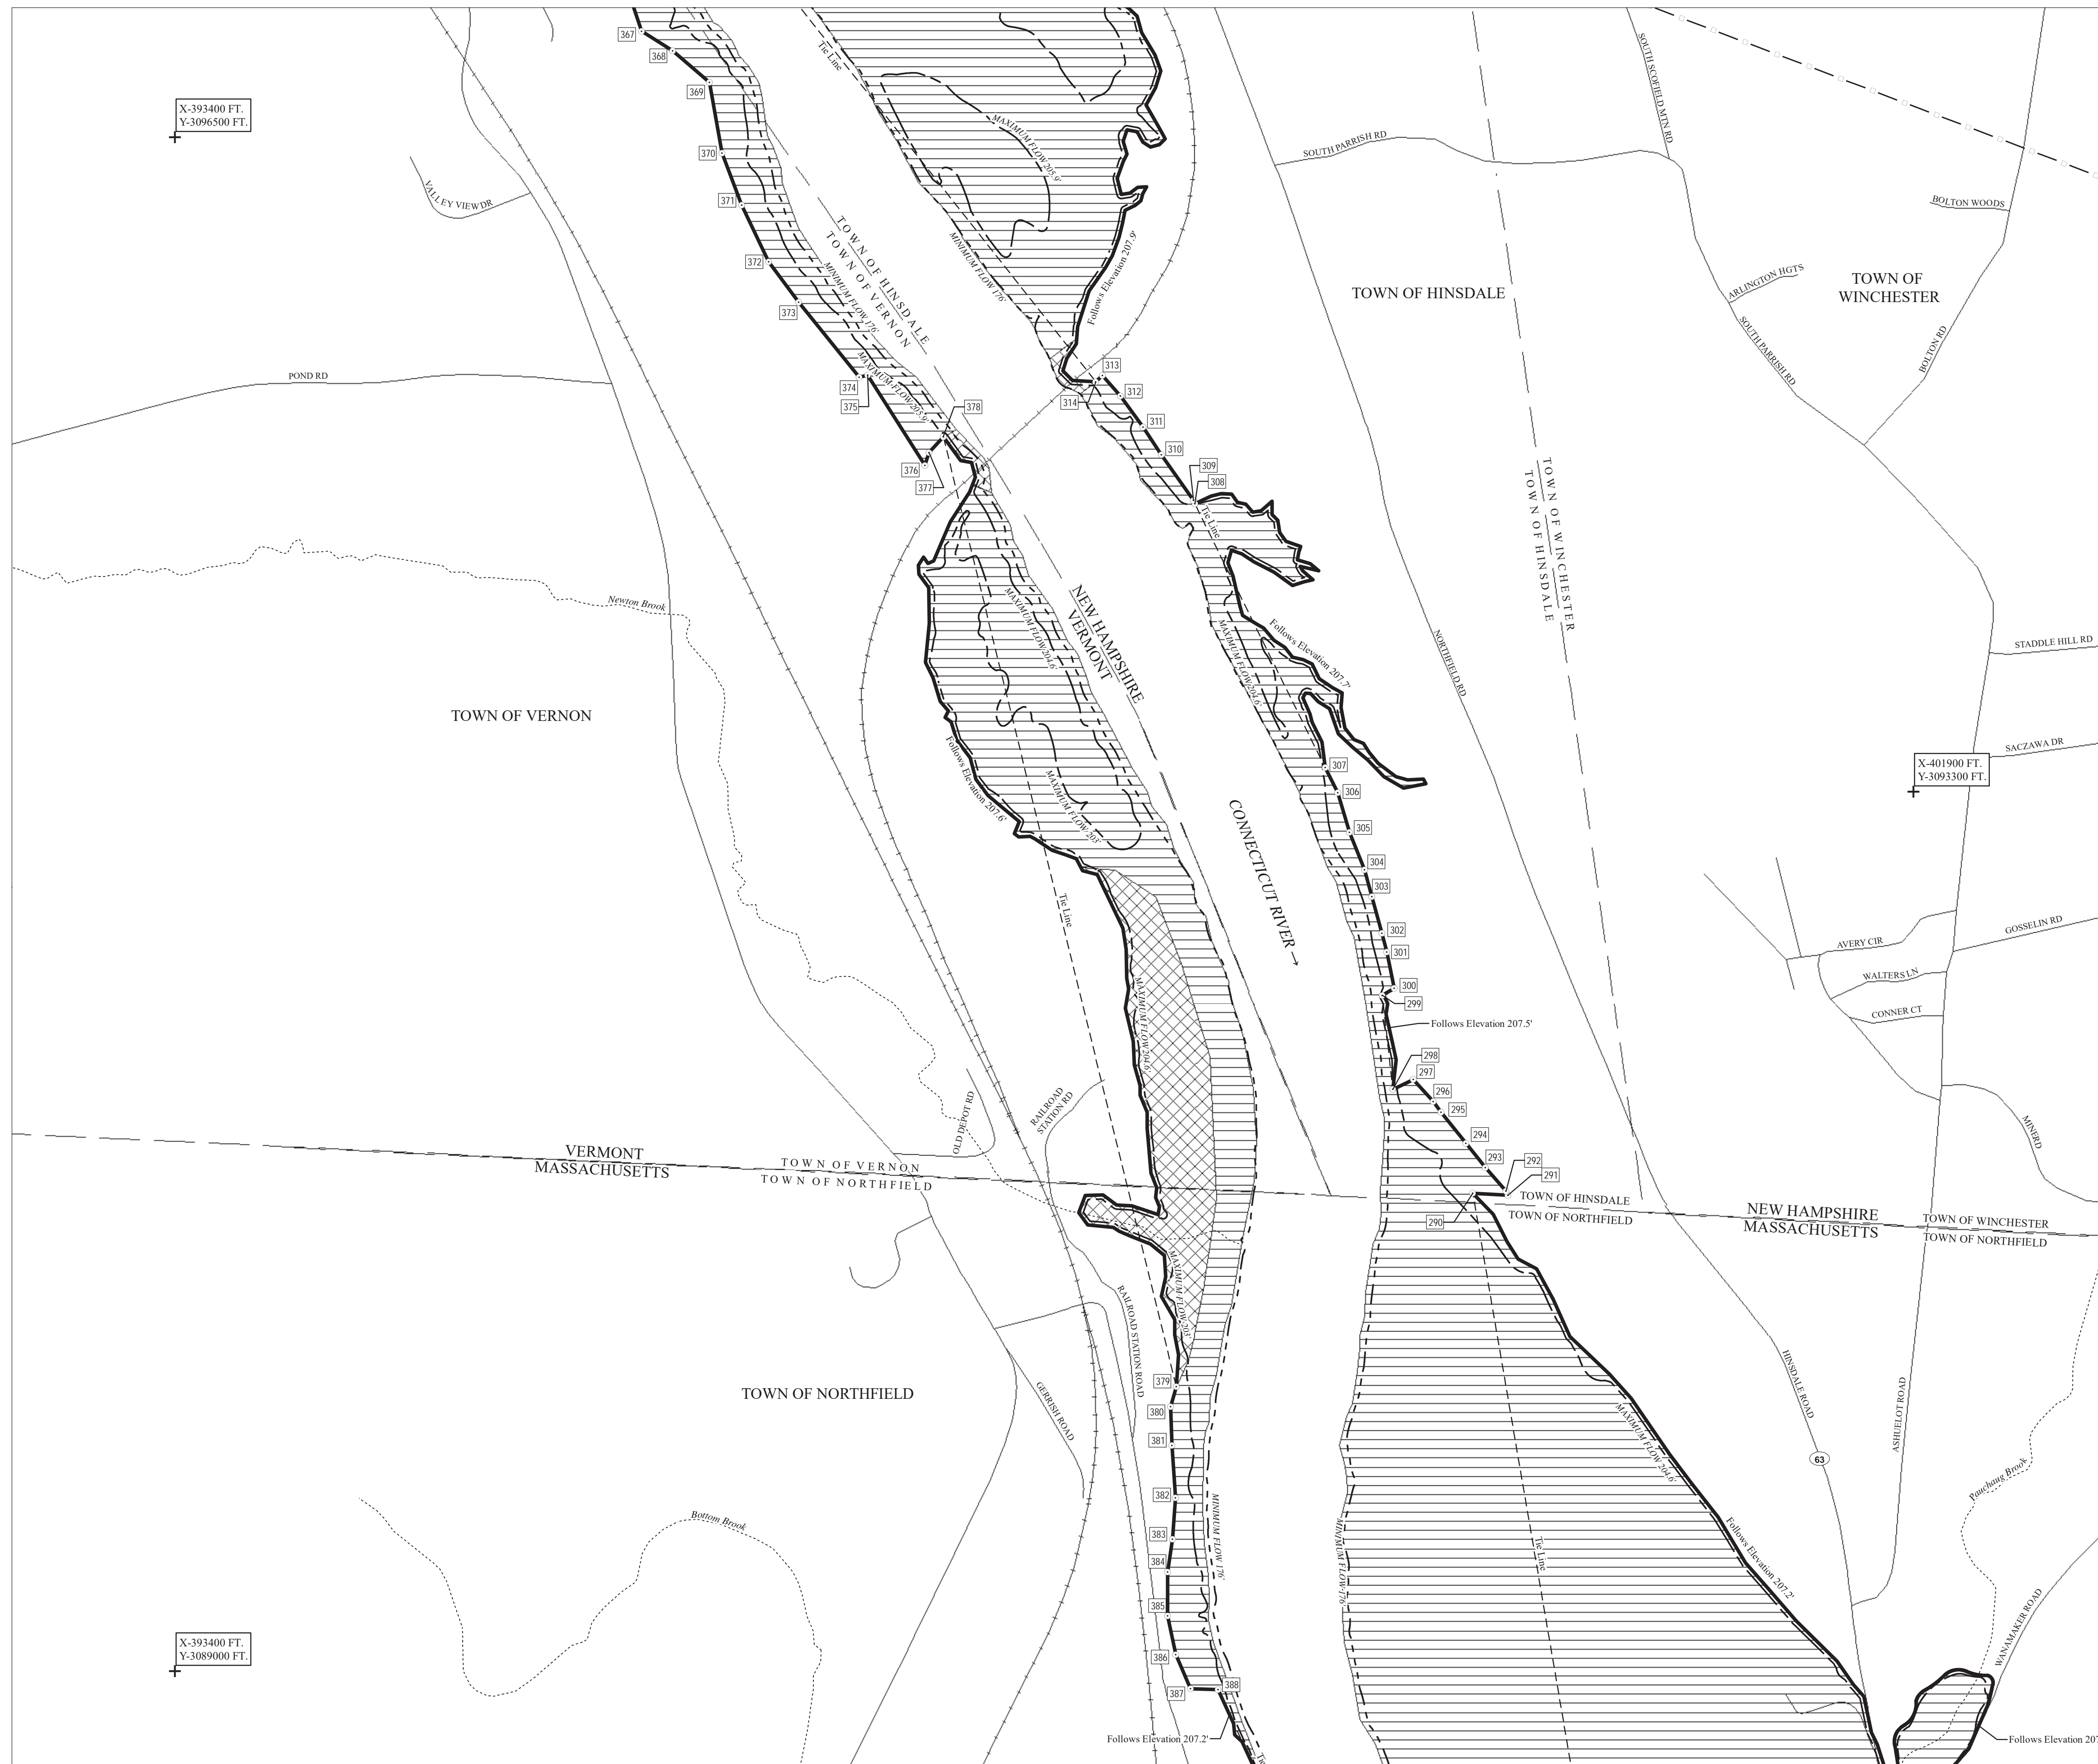 367
368
369
370
371
372
373
374
375
376
377
378
X-393400 FT.
Y-3096500 FT.
VALLEY VIEW DR
Tie Line
MAXIMUM FLOW 205.9'
MINIMUM FLOW 176'
TOWN OF HINSDALE
TOWN OF VERNON
MINIMUM FLOW 176'
MAXIMUM FLOW 205.9'
Follows Elevation 207.9'
SOUTH PARRISH RD
SOUTH SCOFIELD MTN RD
BOLTON WOODS
ARLINGTON HGTS
TOWN OF HINSDALE
TOWN OF
WINCHESTER
SOUTH PARRISH RD
BOLTON RD
POND RD
313
312
314
311
310
309
308
Tie Line
TOWN OF WINCHESTER
TOWN OF HINSDALE
Newton Brook
MAXIMUM FLOW 204.6'
NEW HAMPSHIRE
VERMONT
MAXIMUM FLOW 204.6'
Follows Elevation 207.7'
NORTHFIELD RD
STADDLE HILL RD
TOWN OF VERNON
Follows Elevation 207.6'
MAXIMUM FLOW 203'
CONNECTICUT RIVER
307
306
305
304
303
302
301
300
299
SACZAWA DR
X-401900 FT.
Y-3093300 FT.
Tie Line
GOSSELIN RD
AVERY CIR
WALTERS LN
CONNER CT
MAXIMUM FLOW 204.6'
Follows Elevation 207.5'
298
297
296
295
294
293
292
291
290
OLD DEPOT RD
RAILROAD
STATION RD
MINERD
VERMONT
MASSACHUSETTS
TOWN OF VERNON
TOWN OF NORTHFIELD
TOWN OF HINSDALE
TOWN OF NORTHFIELD
NEW HAMPSHIRE
MASSACHUSETTS
TOWN OF WINCHESTER
TOWN OF NORTHFIELD
MAXIMUM FLOW 203'
RAILROAD STATION ROAD
GERRISH ROAD
TOWN OF NORTHFIELD
379
380
381
382
383
384
385
386
387
388
HINSDALE ROAD
ASHUELOT ROAD
MAXIMUM FLOW 204.6'
63
Pauchaug Brook
Bottom Brook
MINIMUM FLOW 176'
MINIMUM FLOW 176'
Tie Line
Follows Elevation 207.2'
WANAMAKER ROAD
X-393400 FT.
Y-3089000 FT.
Follows Elevation 207.2'
Follows Elevation